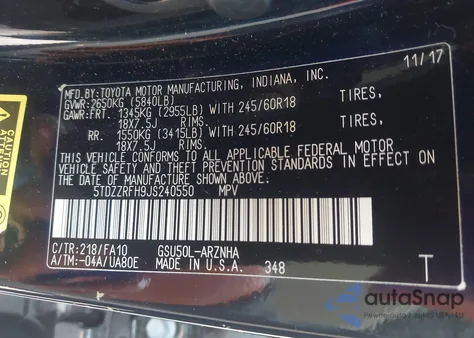 11/17
MFD.BY:TOYOTA MOTOR MANUFACTURING, INDIANA, INC.
GVWR:2650KG (5840LB)
GAWR:FRT. 1345KG (2955LB) WITH 245/60R18 TIRES,
18X7.5J RIMS.
RR. 1550KG (3415LB) WITH 245/60R18 TIRES,
18X7.5J RIMS.
THIS VEHICLE CONFORMS TO ALL APPLICABLE FEDERAL MOTOR
VEHICLE SAFETY AND THEFT PREVENTION STANDARDS IN EFFECT ON
THE DATE OF MANUFACTURE SHOWN ABOVE.
5TDZZRFH9JS240550 MPV
C/TR:218/FA10 GSU50L-ARZNHA
A/TM:-04A/UA80E MADE IN U.S.A. 348
T
CAUTION
autoSnap